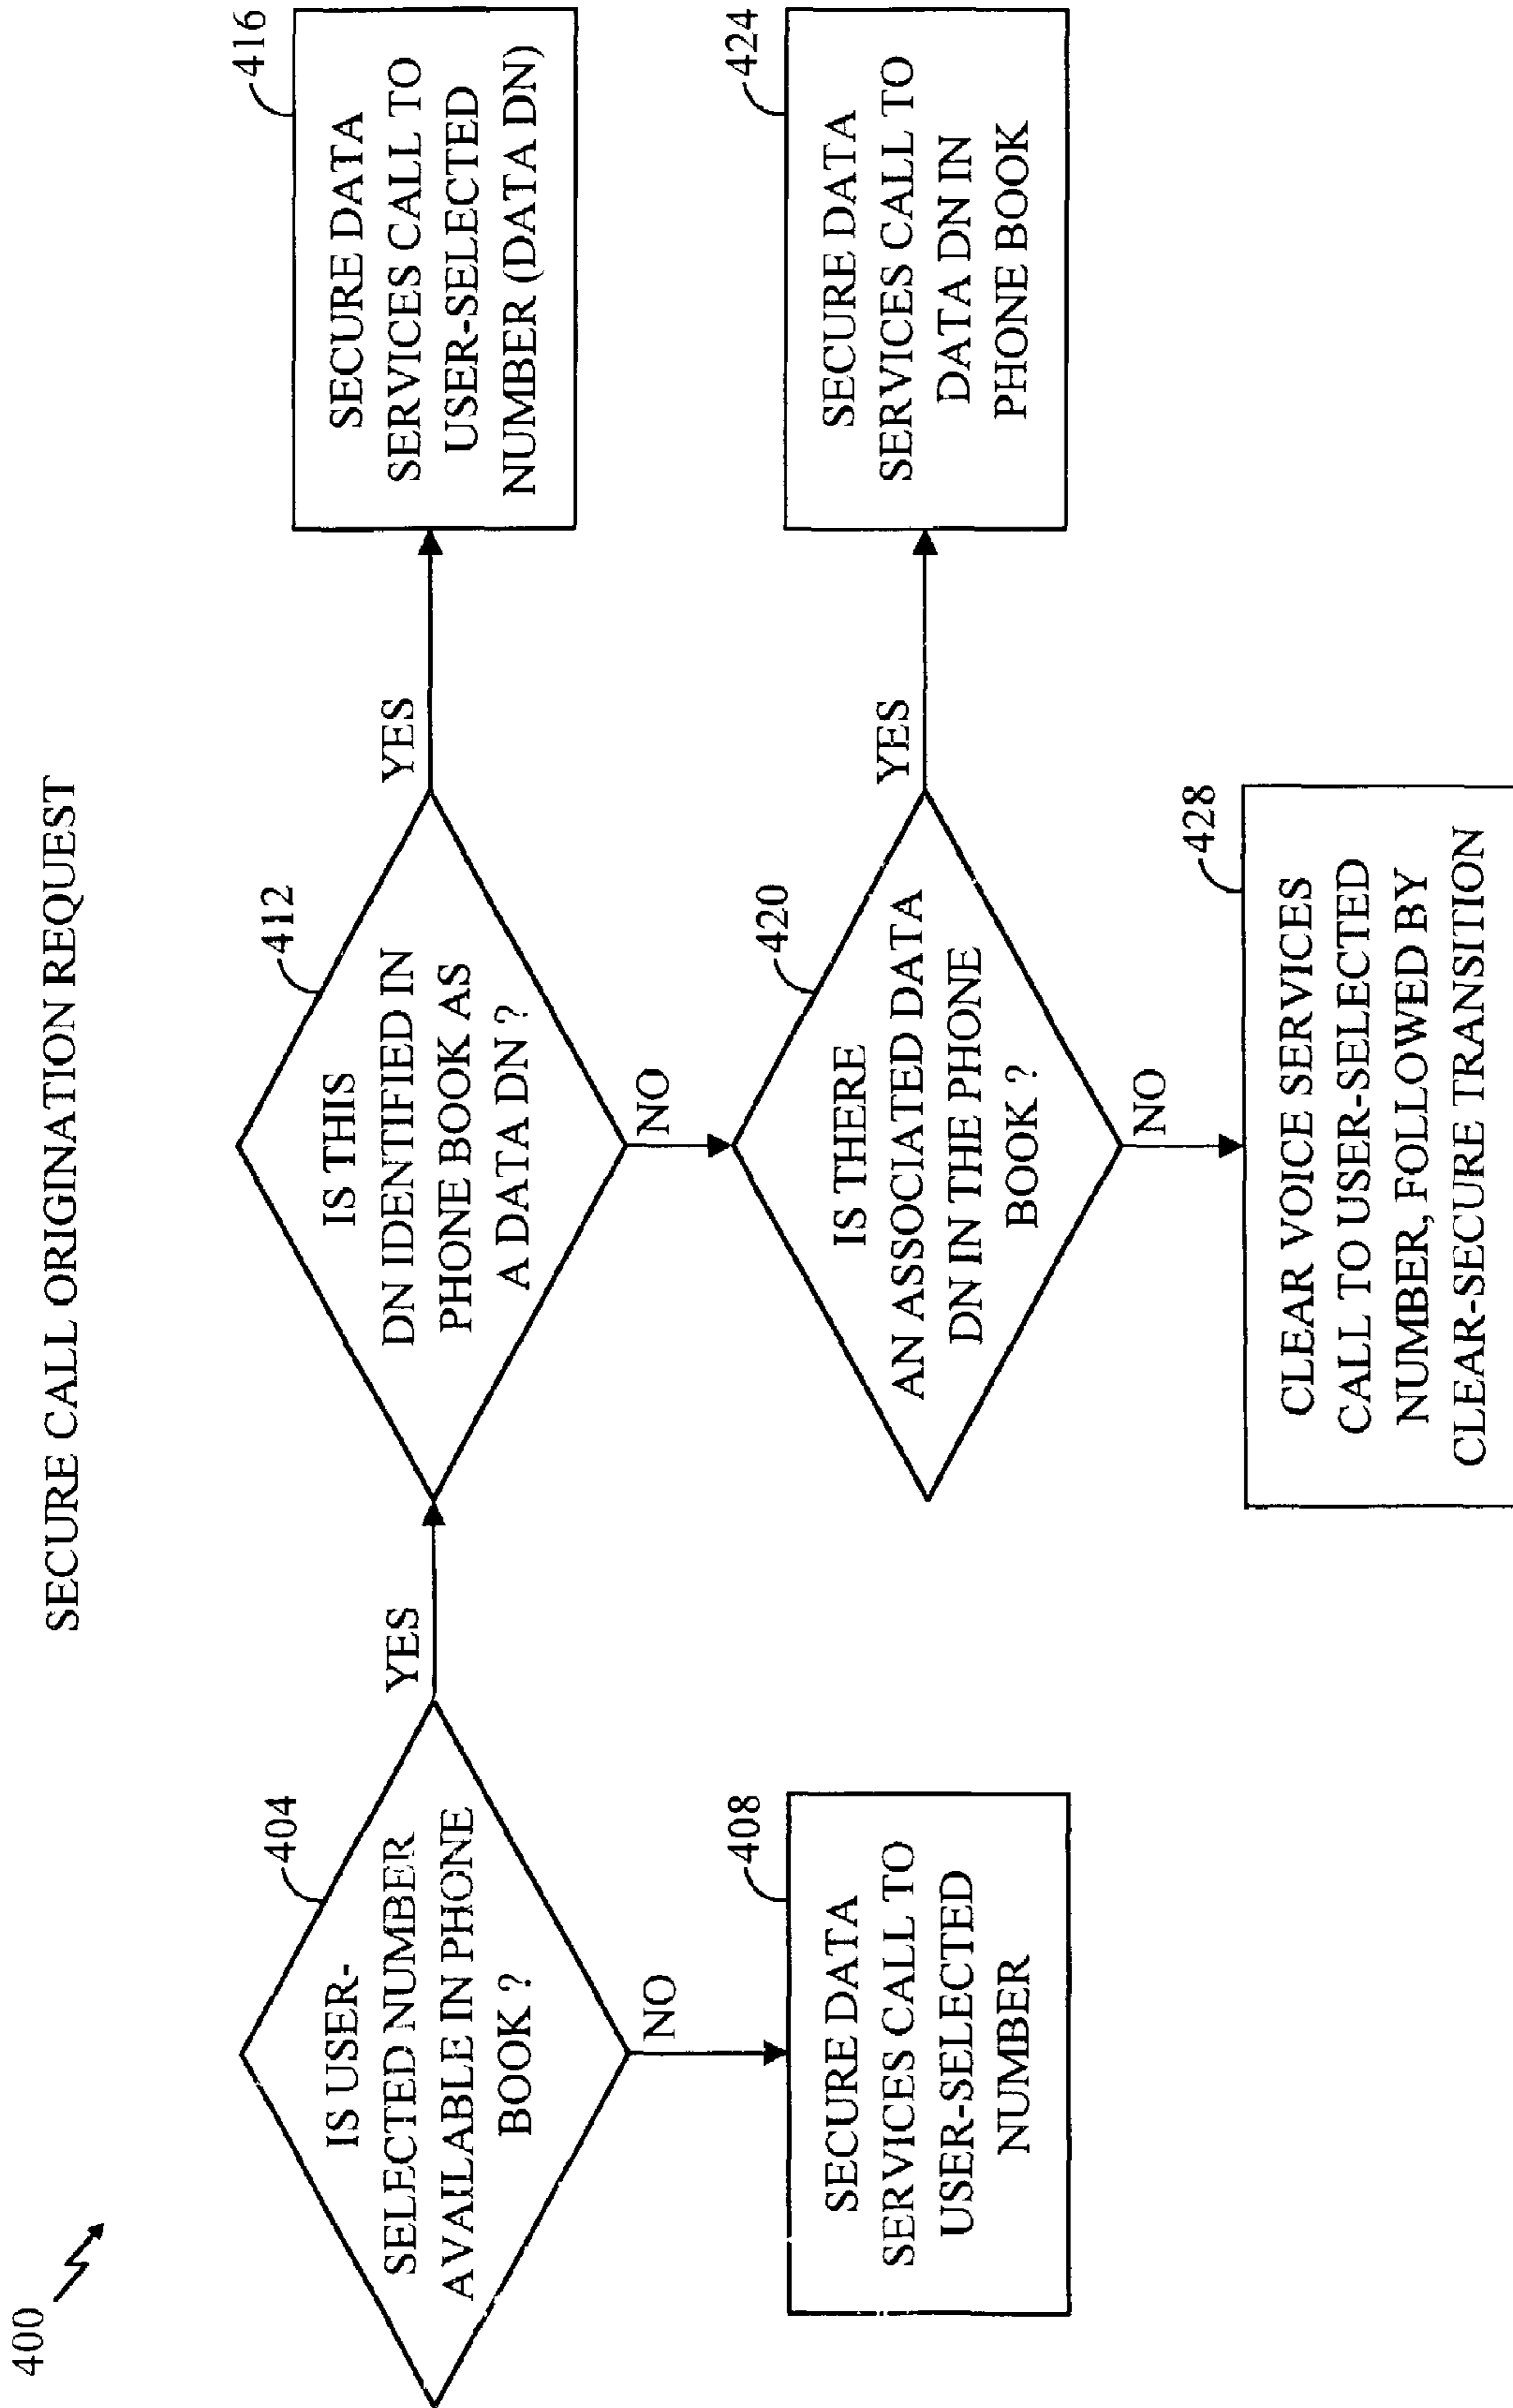 400
SECURE CALL ORIGINATION REQUEST
404
IS USER-
SELECTED NUMBER
AVAILABLE IN PHONE
BOOK ?
YES
NO
408
SECURE DATA
SERVICES CALL TO
USER-SELECTED
NUMBER
412
IS THIS
DN IDENTIFIED IN
PHONE BOOK AS
A DATA DN ?
YES
NO
416
SECURE DATA
SERVICES CALL TO
USER-SELECTED
NUMBER (DATA DN)
420
IS THERE
AN ASSOCIATED DATA
DN IN THE PHONE
BOOK ?
YES
NO
424
SECURE DATA
SERVICES CALL TO
DATA DN IN
PHONE BOOK
428
CLEAR VOICE SERVICES
CALL TO USER-SELECTED
NUMBER, FOLLOWED BY
CLEAR-SECURE TRANSITION